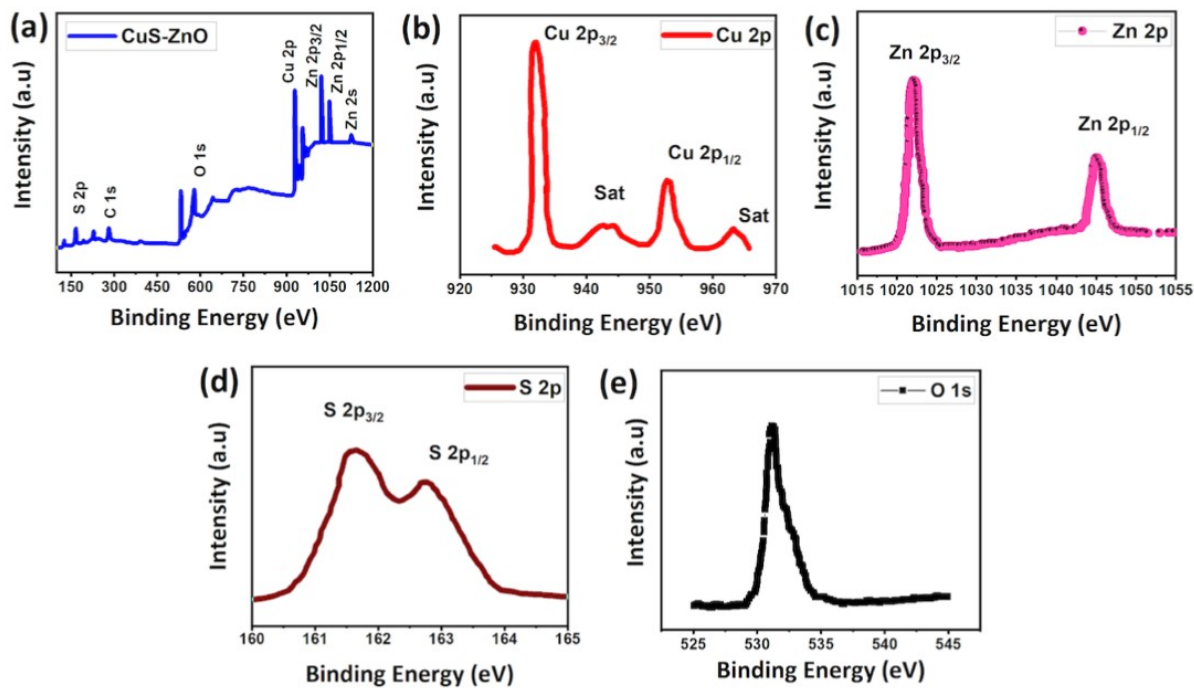 (a)
CuS-ZnO
S 2p
C 1s
O 1s
Cu 2p
Zn 2p3/2
Zn 2p1/2
Zn 2s
Intensity (a.u)
150 300 450 600 750 900 1050 1200
Binding Energy (eV)
(b)
Cu 2p
Cu 2p3/2
Sat
Cu 2p1/2
Sat
Intensity (a.u)
920 930 940 950 960 970
Binding Energy (eV)
(c)
Zn 2p
Zn 2p3/2
Zn 2p1/2
Intensity (a.u)
1015 1020 1025 1030 1035 1040 1045 1050 1055
Binding Energy (eV)
(d)
S 2p
S 2p3/2
S 2p1/2
Intensity (a.u)
160 161 162 163 164 165
Binding Energy (eV)
(e)
O 1s
Intensity (a.u)
525 530 535 540 545
Binding Energy (eV)